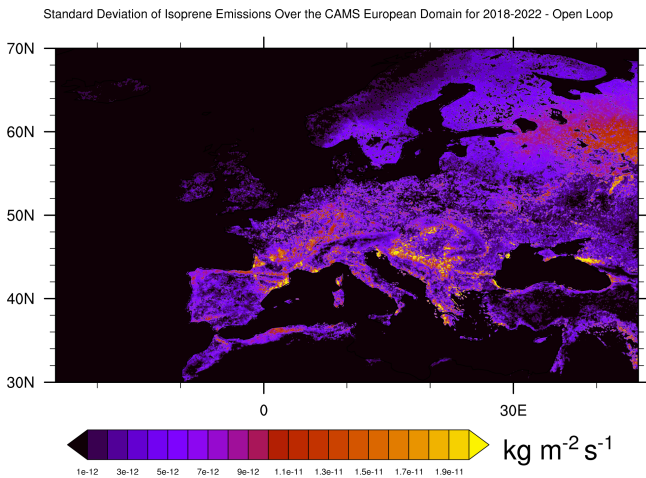 Standard Deviation of Isoprene Emissions Over the CAMS European Domain for 2018-2022 - Open Loop
70N
60N
50N
40N
30N
0 30E
1e-12 3e-12 5e-12 7e-12 9e-12 1.1e-11 1.3e-11 1.5e-11 1.7e-11 1.9e-11
kg m⁻² s⁻¹